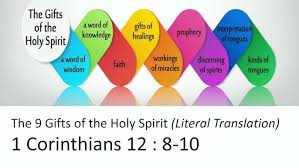 The Gifts
of the
Holy Spirit
a word of
wisdom
a word of
knowledge
faith
gifts of
healings
workings
of miracles
prophecy
discerning of
spirits
interpretation
of tongues
kinds of
tongues
The 9 Gifts of the Holy Spirit (Literal Translation)
1 Corinthians 12 : 8-10